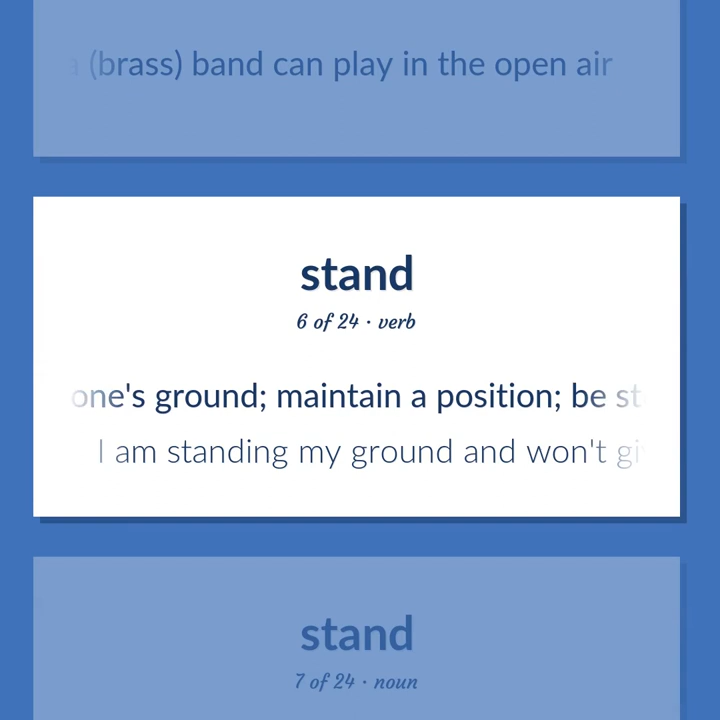 (brass) band can play in the open air
stand
6 of 24 · verb
one's ground; maintain a position; be
I am standing my ground and won't
stand
7 of 24 · noun